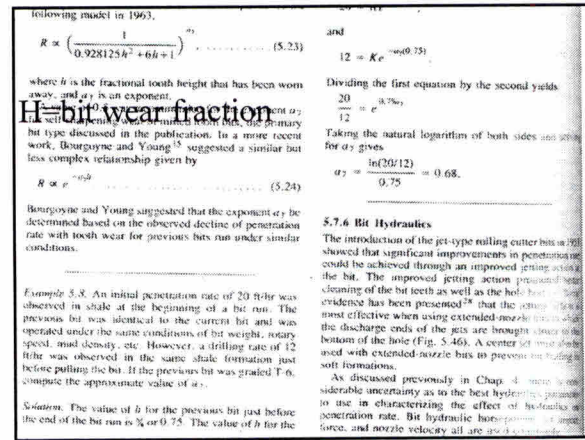 following model in 1963,
R ∝ ( 1 / 0.928125h² + 6h + 1 )^a₇ . . . . . . . . . . (5.23)
where h is the fractional tooth height that has been worn
away, and a₇ is an exponent.
H=bit wear fraction
bit type discussed in the publication. In a more recent
work, Bourgoyne and Young¹⁵ suggested a similar but
less complex relationship given by
R ∝ e^-a₇h (5.24)
Bourgoyne and Young suggested that the exponent a₇ be
determined based on the observed decline of penetration
rate with tooth wear for previous bits run under similar
conditions.
Example 5.8. An initial penetration rate of 20 ft/hr was
observed in shale at the beginning of a bit run. The
previous bit was identical to the current bit and was
operated under the same conditions of bit weight, rotary
speed, mud density, etc. However, a drilling rate of 12
ft/hr was observed in the same shale formation just
before pulling the bit. If the previous bit was graded T-6,
compute the approximate value of a₇.
Solution. The value of h for the previous bit just before
the end of the bit run is ⁶⁄₈ or 0.75. The value of h for the
and
12 = Ke^-a₇(0.75)
Dividing the first equation by the second yields
20/12 = e^0.75a₇
Taking the natural logarithm of both sides and
for a₇ gives
a₇ = ln(20/12) / 0.75 = 0.68.
5.7.6 Bit Hydraulics
The introduction of the jet-type rolling cutter bits in
showed that significant improvements in penetration
could be achieved through an improved jetting action
the bit. The improved jetting action
cleaning of the bit teeth as well as the hole
evidence has been presented²⁸ that the
most effective when using extended-nozzle
the discharge ends of the jets are brought
bottom of the hole (Fig. 5.46). A center jet
used with extended-nozzle bits to prevent
soft formations.
As discussed previously in Chap. 4,
siderable uncertainty as to the best hydraulics
to use in characterizing the effect of hydraulics
penetration rate. Bit hydraulic
force, and nozzle velocity all are used